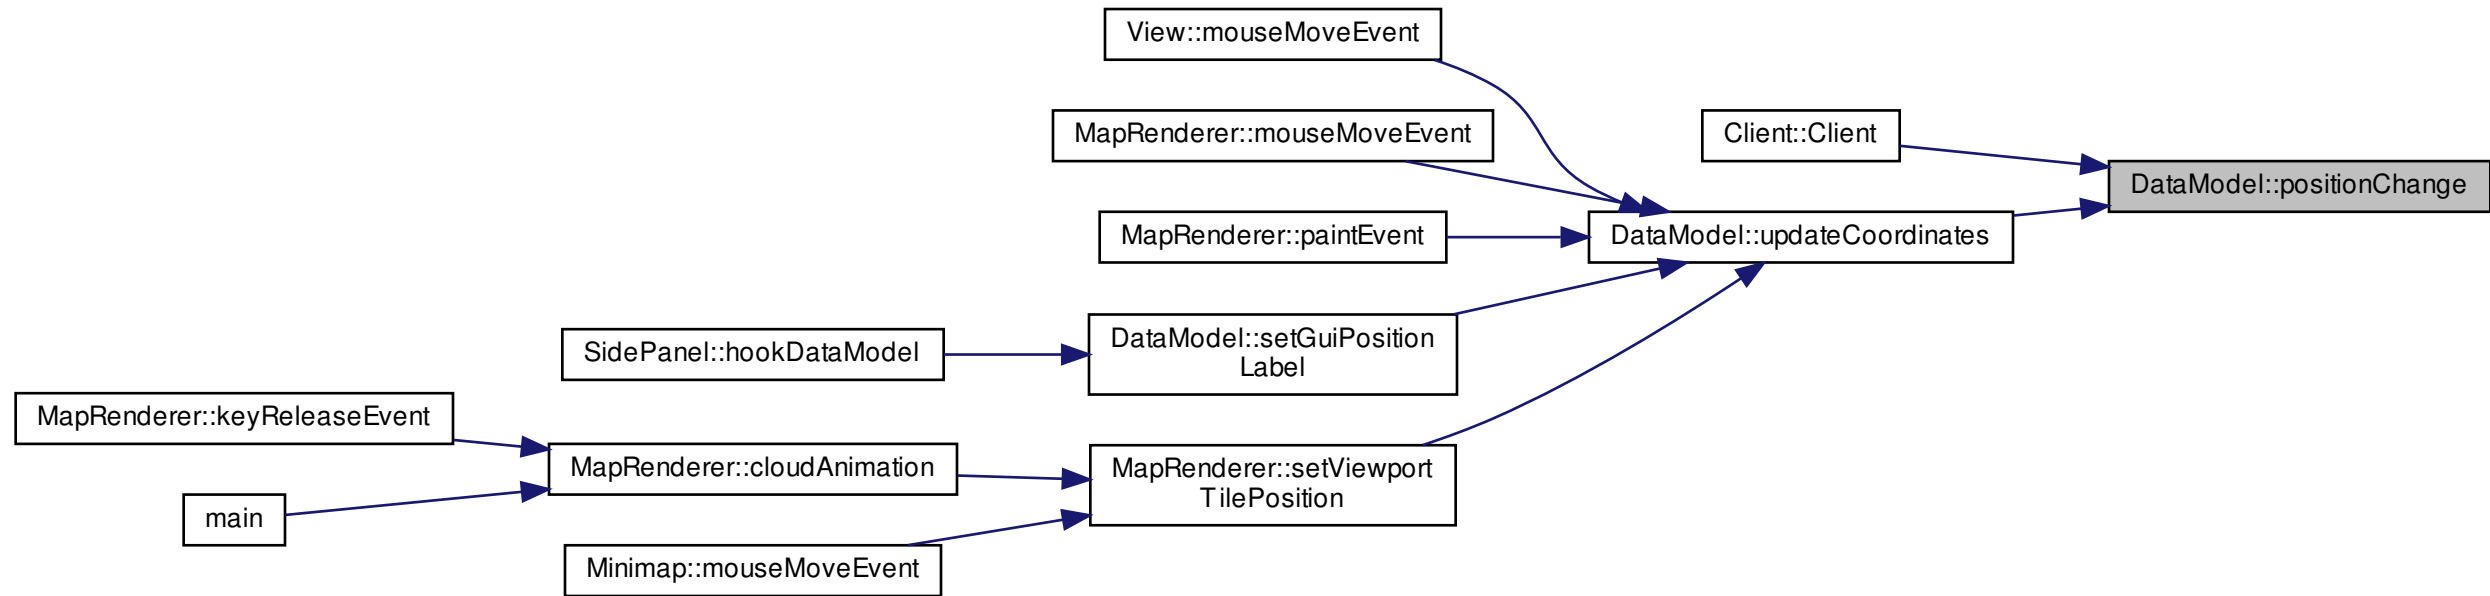 View::mouseMoveEvent
MapRenderer::mouseMoveEvent
Client::Client
DataModel::positionChange
MapRenderer::paintEvent
DataModel::updateCoordinates
SidePanel::hookDataModel
DataModel::setGuiPosition
Label
MapRenderer::keyReleaseEvent
MapRenderer::cloudAnimation
MapRenderer::setViewport
TilePosition
main
Minimap::mouseMoveEvent